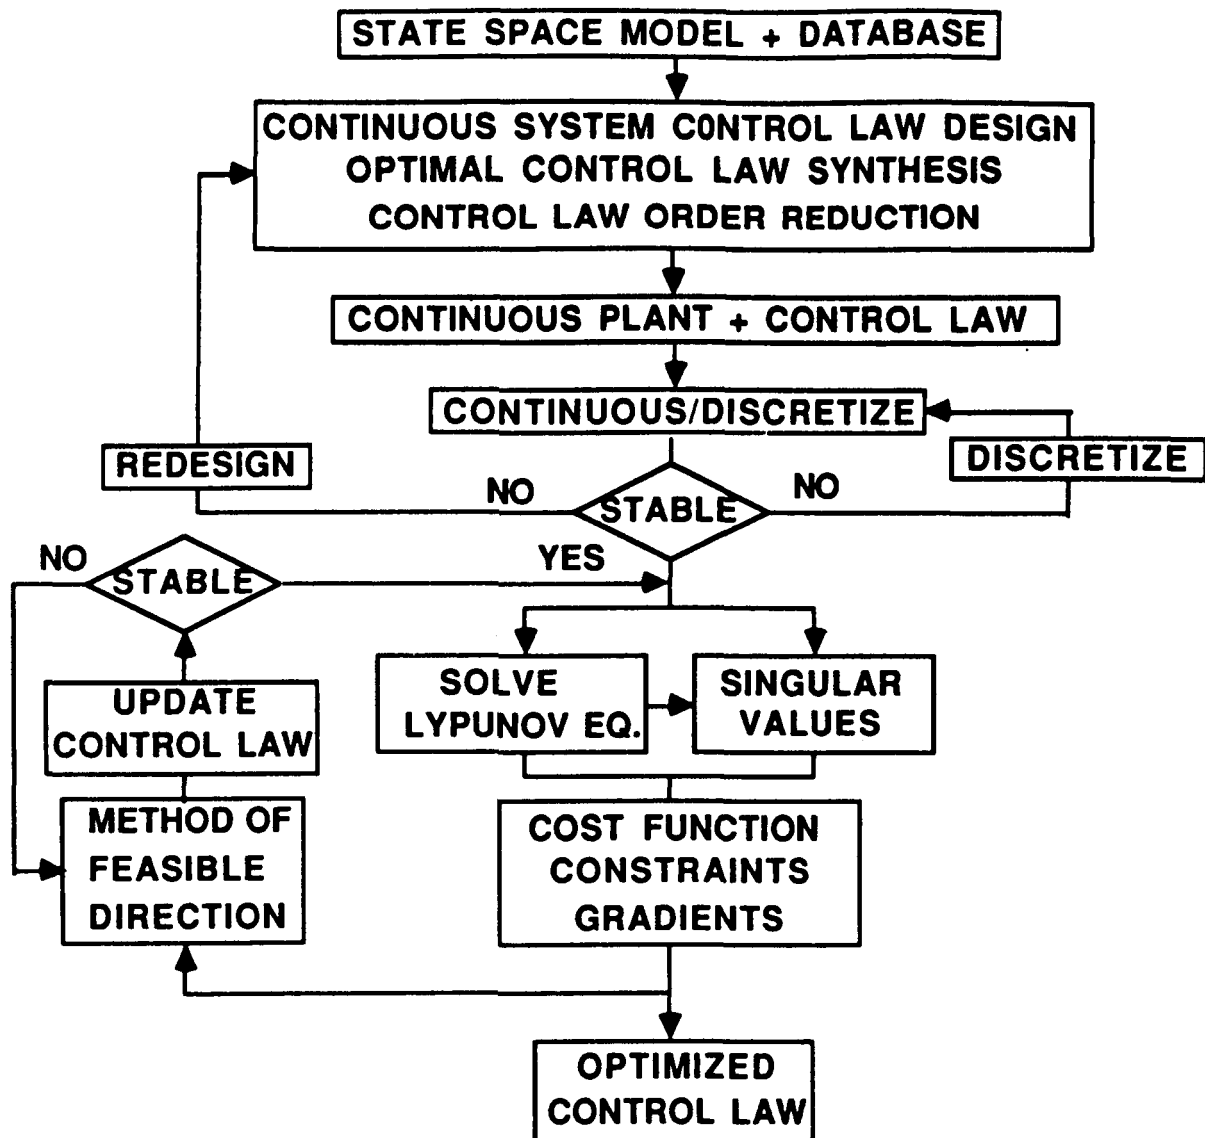 STATE SPACE MODEL + DATABASE
CONTINUOUS SYSTEM CONTROL LAW DESIGN
OPTIMAL CONTROL LAW SYNTHESIS
CONTROL LAW ORDER REDUCTION
CONTINUOUS PLANT + CONTROL LAW
CONTINUOUS/DISCRETIZE
REDESIGN
DISCRETIZE
NO
NO
STABLE
NO
YES
STABLE
UPDATE
CONTROL LAW
SOLVE
LYPUNOV EQ.
SINGULAR
VALUES
METHOD OF
FEASIBLE
DIRECTION
COST FUNCTION
CONSTRAINTS
GRADIENTS
OPTIMIZED
CONTROL LAW